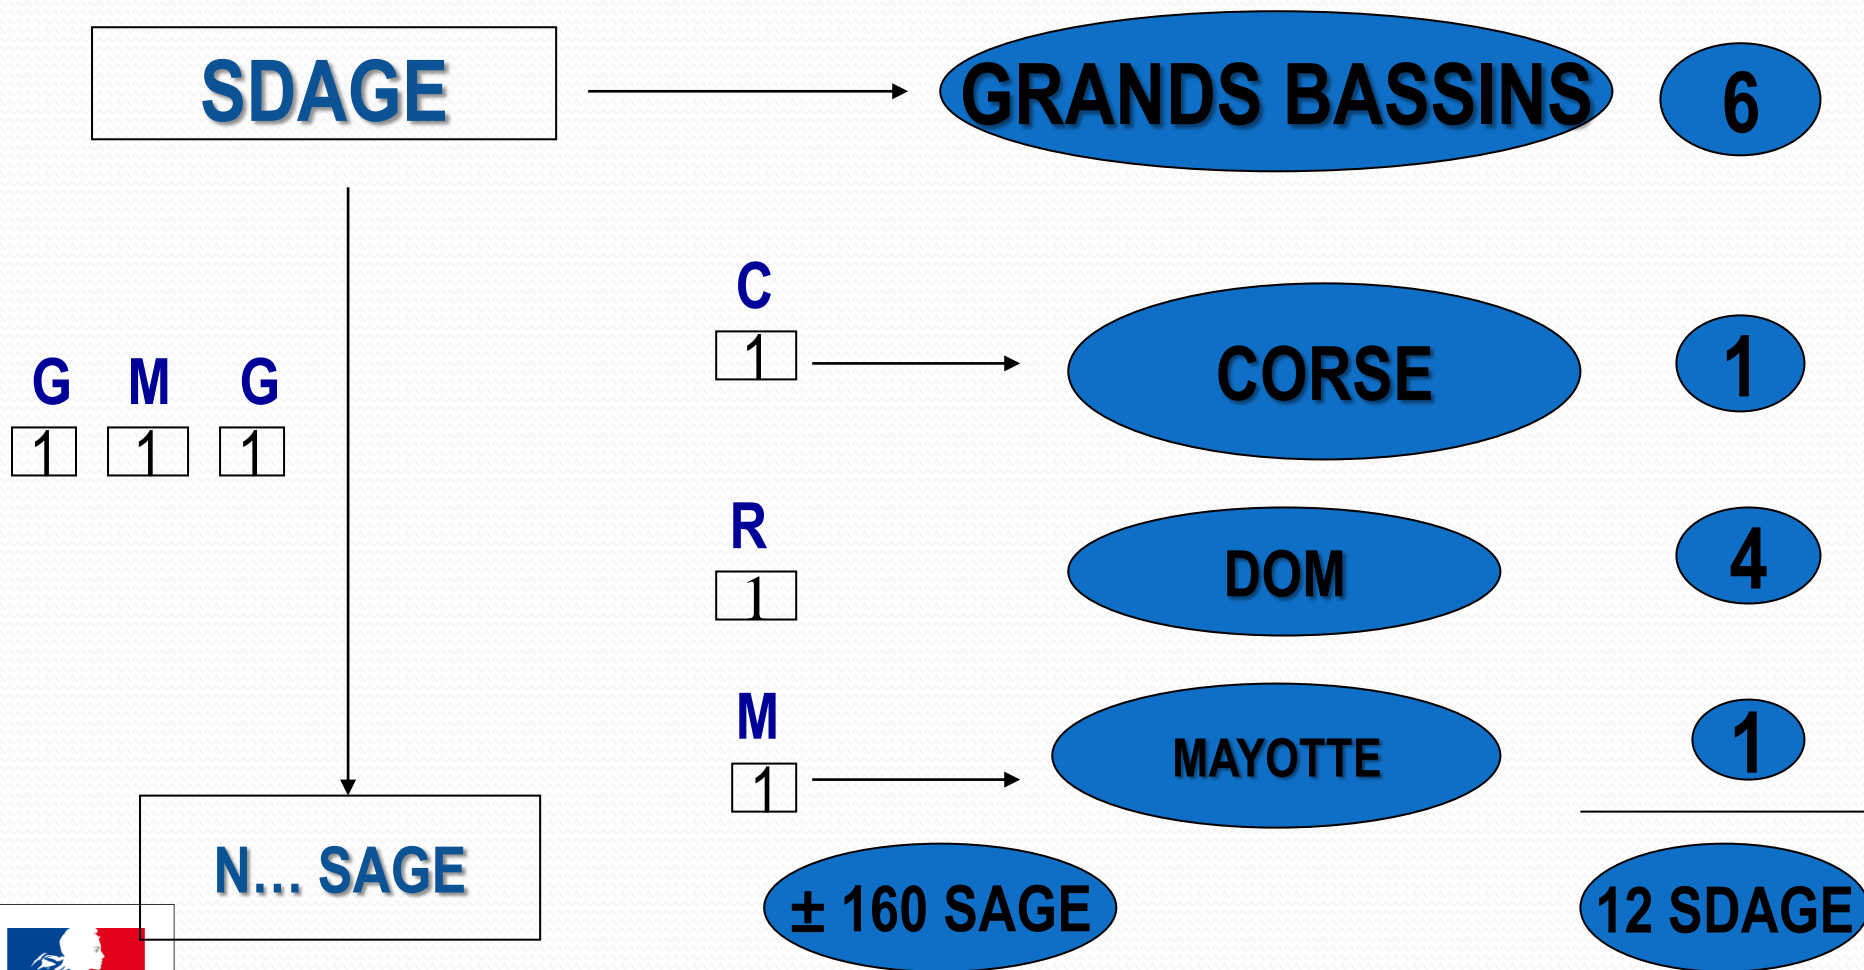 SDAGE
GRANDS BASSINS
6
C
1
CORSE
1
G M G
1 1 1
R
1
DOM
4
M
1
MAYOTTE
1
N... SAGE
± 160 SAGE
12 SDAGE